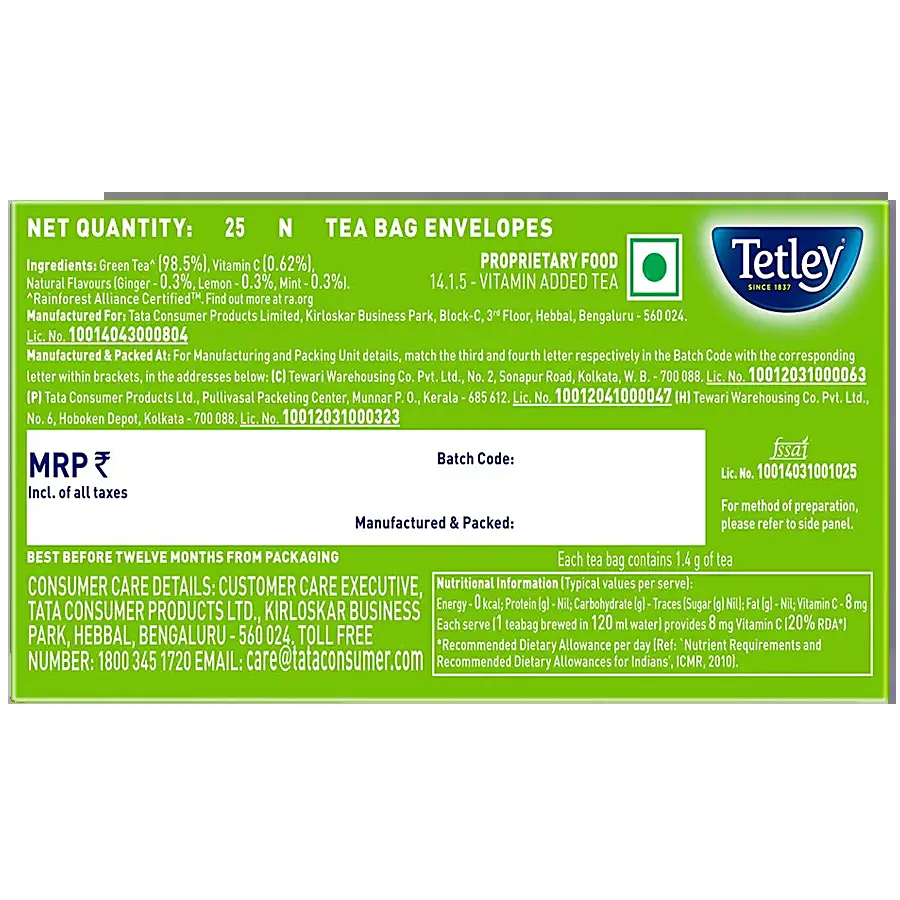 NET QUANTITY: 25 N TEA BAG ENVELOPES
Ingredients: Green Tea^ (98.5%), Vitamin C (0.62%),
Natural Flavours (Ginger - 0.3%, Lemon - 0.3%, Mint - 0.3%).
^Rainforest Alliance Certified™. Find out more at ra.org
PROPRIETARY FOOD
14.1.5 - VITAMIN ADDED TEA
Tetley®
SINCE 1837
Manufactured For: Tata Consumer Products Limited, Kirloskar Business Park, Block-C, 3rd Floor, Hebbal, Bengaluru - 560 024.
Lic. No. 10014043000804
Manufactured & Packed At: For Manufacturing and Packing Unit details, match the third and fourth letter respectively in the Batch Code with the corresponding
letter within brackets, in the addresses below: (C) Tewari Warehousing Co. Pvt. Ltd., No. 2, Sonapur Road, Kolkata, W. B. - 700 088. Lic. No. 10012031000063
(P) Tata Consumer Products Ltd., Pullivasal Packeting Center, Munnar P. O., Kerala - 685 612. Lic. No. 10012041000047 (H) Tewari Warehousing Co. Pvt. Ltd.,
No. 6, Hoboken Depot, Kolkata - 700 088. Lic. No. 10012031000323
MRP ₹
Incl. of all taxes
Batch Code:
Manufactured & Packed:
fssai
Lic. No. 10014031001025
For method of preparation,
please refer to side panel.
BEST BEFORE TWELVE MONTHS FROM PACKAGING
Each tea bag contains 1.4 g of tea
CONSUMER CARE DETAILS: CUSTOMER CARE EXECUTIVE,
TATA CONSUMER PRODUCTS LTD., KIRLOSKAR BUSINESS
PARK, HEBBAL, BENGALURU - 560 024. TOLL FREE
NUMBER: 1800 345 1720 EMAIL: care@tataconsumer.com
Nutritional Information (Typical values per serve):
Energy - 0 kcal; Protein (g) - Nil; Carbohydrate (g) - Traces (Sugar (g) Nil); Fat (g) - Nil; Vitamin C - 8 mg
Each serve (1 teabag brewed in 120 ml water) provides 8 mg Vitamin C (20% RDA*)
*Recommended Dietary Allowance per day (Ref: `Nutrient Requirements and
Recommended Dietary Allowances for Indians’, ICMR, 2010).